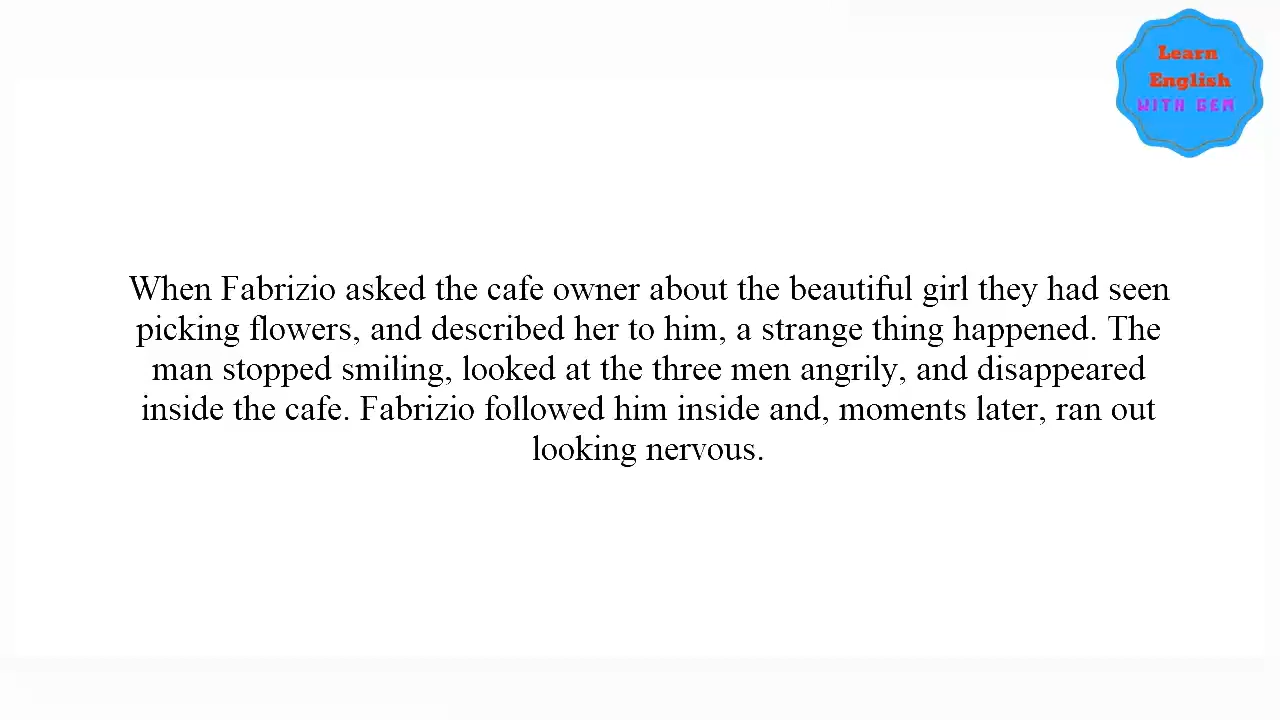 Learn
English
WITH GEM
When Fabrizio asked the cafe owner about the beautiful girl they had seen
picking flowers, and described her to him, a strange thing happened. The
man stopped smiling, looked at the three men angrily, and disappeared
inside the cafe. Fabrizio followed him inside and, moments later, ran out
looking nervous.